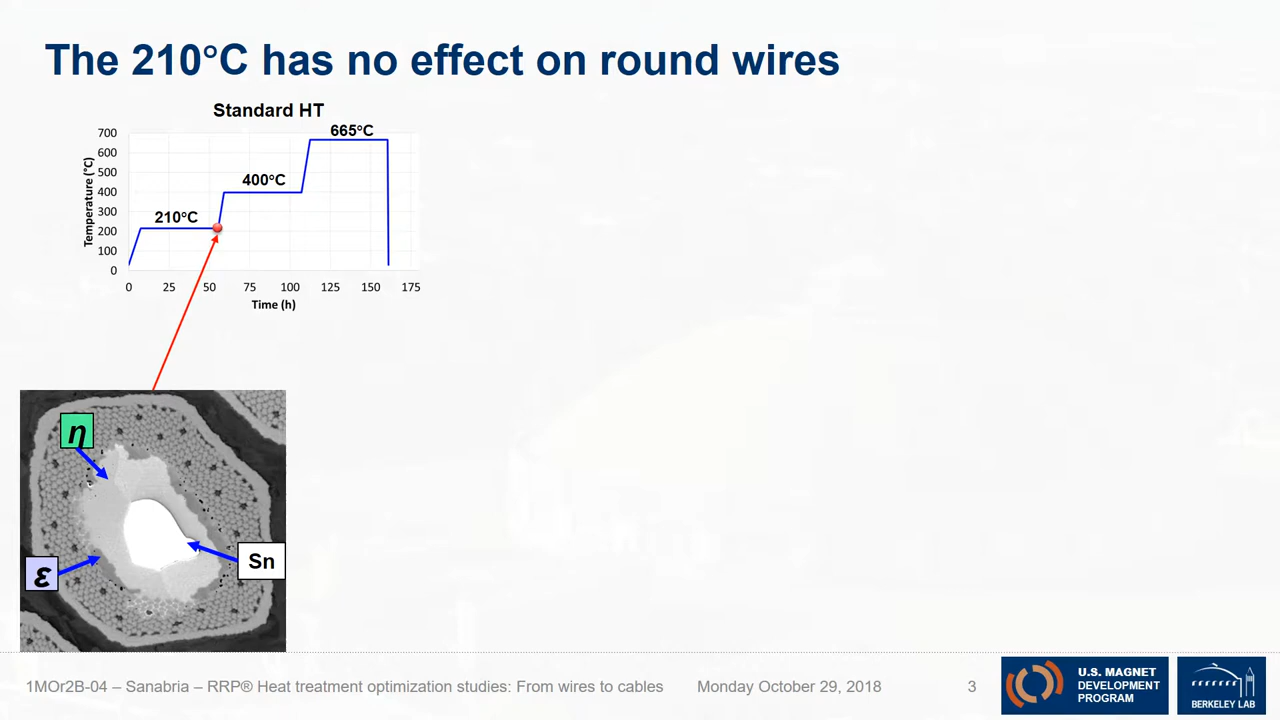 The 210°C has no effect on round wires
Standard HT
Temperature (°C)
700
600
500
400
300
200
100
0
210°C
400°C
665°C
0 25 50 75 100 125 150 175
Time (h)
η
ε
Sn
1MOr2B-04 – Sanabria – RRP® Heat treatment optimization studies: From wires to cables Monday October 29, 2018 3
U.S. MAGNET
DEVELOPMENT
PROGRAM
BERKELEY LAB